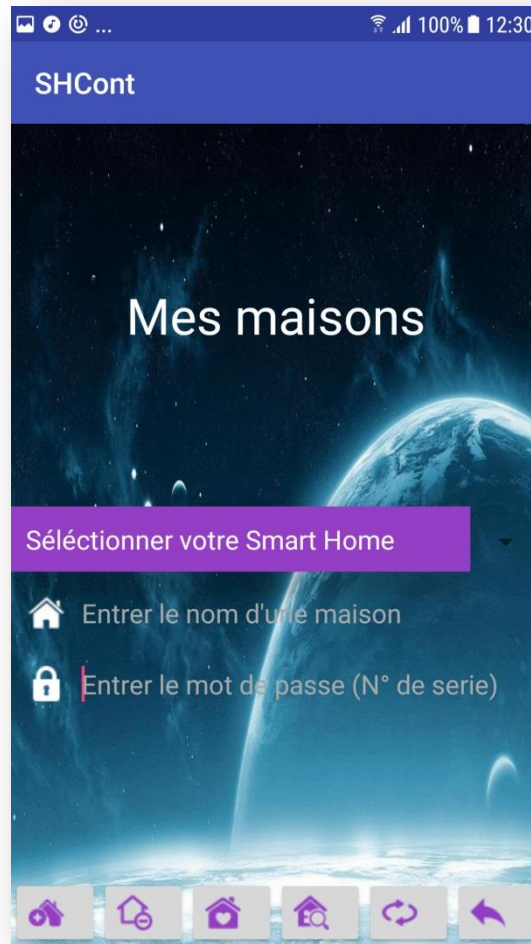 ... 100% 12:30
SHCont
Mes maisons
Séléctionner votre Smart Home
Entrer le nom d'une maison
Entrer le mot de passe (N° de serie)